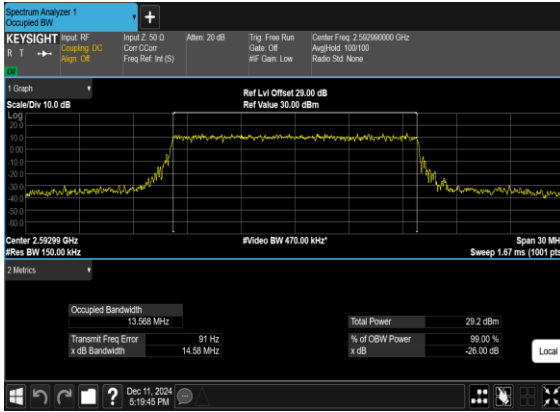 Spectrum Analyzer 1
Occupied BW
+
KEYSIGHT
R T
LV
Input: RF
Coupling: DC
Align: Off
Input Z: 50 Ω
Corr CCorr
Freq Ref: Int (S)
Atten: 20 dB
Trig: Free Run
Gate: Off
#IF Gain: Low
Center Freq: 2.592990000 GHz
Avg|Hold: 100/100
Radio Std: None
1 Graph
Scale/Div 10.0 dB
Ref Lvl Offset 29.00 dB
Ref Value 30.00 dBm
Log
20.0
10.0
0.00
-10.0
-20.0
-30.0
-40.0
-50.0
-60.0
Center 2.59299 GHz
#Res BW 150.00 kHz
#Video BW 470.00 kHz*
Span 30 MH
Sweep 1.67 ms (1001 pts
2 Metrics
Occupied Bandwidth
13.568 MHz
Total Power 29.2 dBm
Transmit Freq Error 91 Hz
% of OBW Power 99.00 %
x dB Bandwidth 14.58 MHz
x dB -26.00 dB
Local
?
Dec 11, 2024
5:19:45 PM